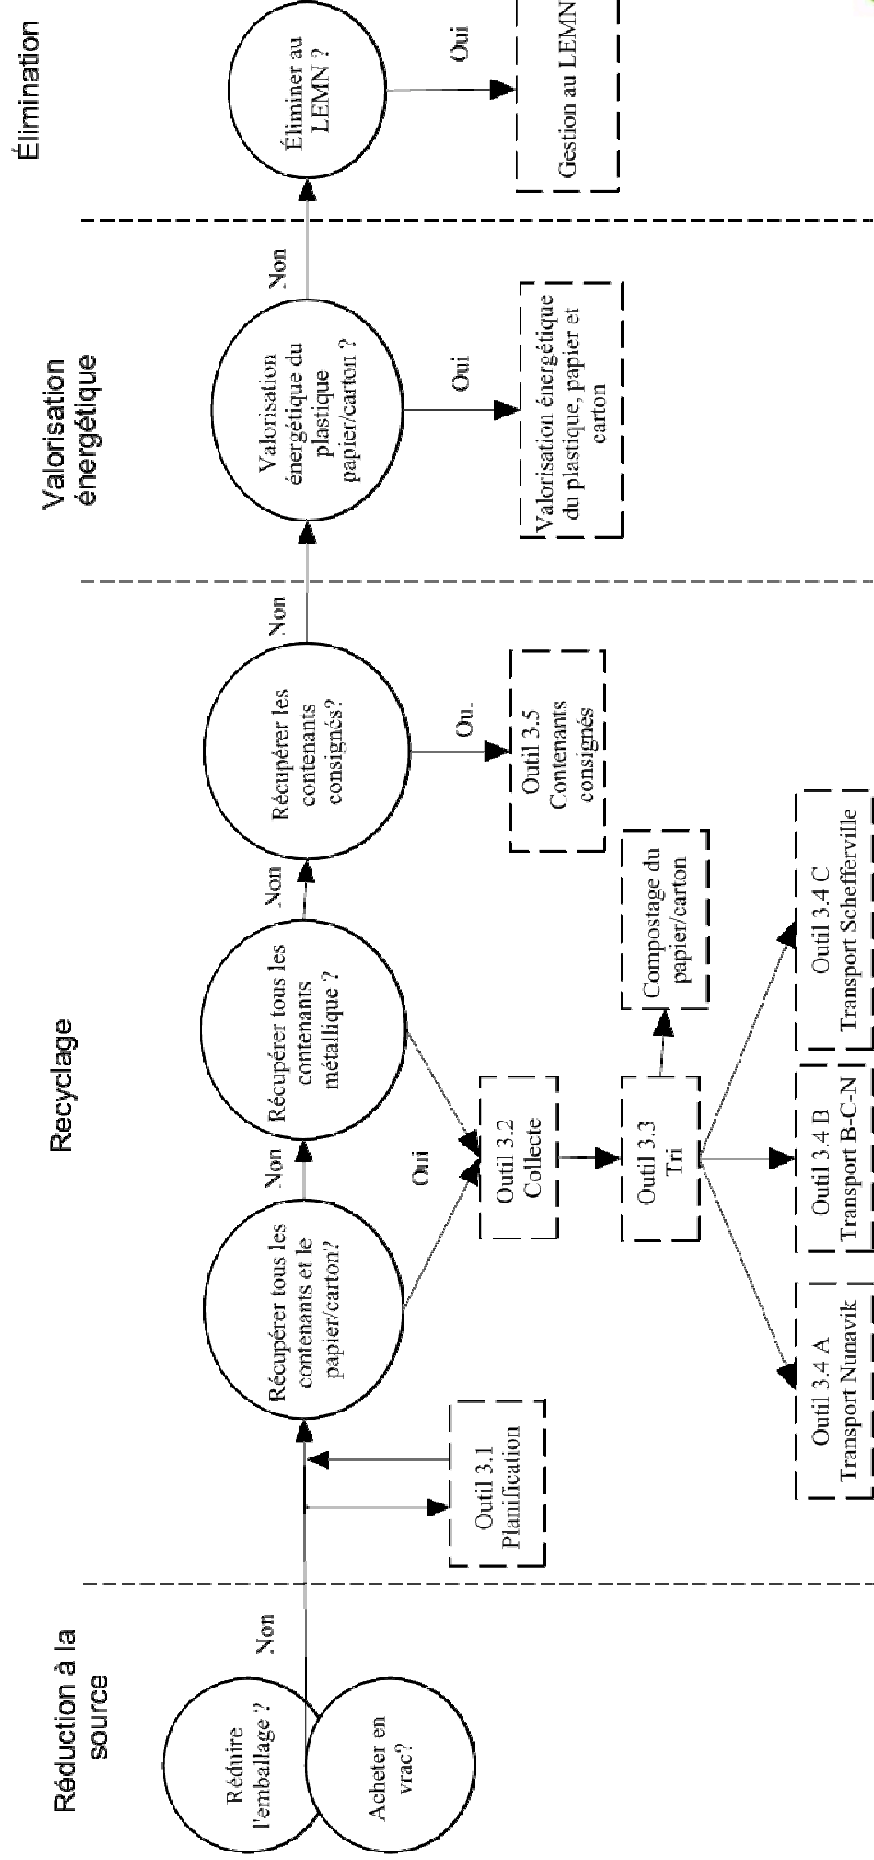 Réduction à la
source
Recyclage
Valorisation
énergétique
Élimination
Réduire
l'emballage ?
Acheter en
vrac?
Non
Outil 3.1
Planification
Récupérer tous les
contenants et le
papier/carton?
Non
Récupérer tous les
contenants
métallique ?
Non
Récupérer les
contenants
consignés?
Non
Valorisation
énergétique du
plastique
papier/carton ?
Non
Éliminer au
LEMN ?
Oui
Outil 3.2
Collecte
Ou.
Outil 3.5
Contenants
consignés
Oui
Valorisation énergétique
du plastique, papier et
carton
Oui
Gestion au LEMN
Outil 3.3
Tri
Compostage du
papier/carton
Outil 3.4 A
Transport Nunavik
Outil 3.4 B
Transport B-C-N
Outil 3.4 C
Transport Schefferville